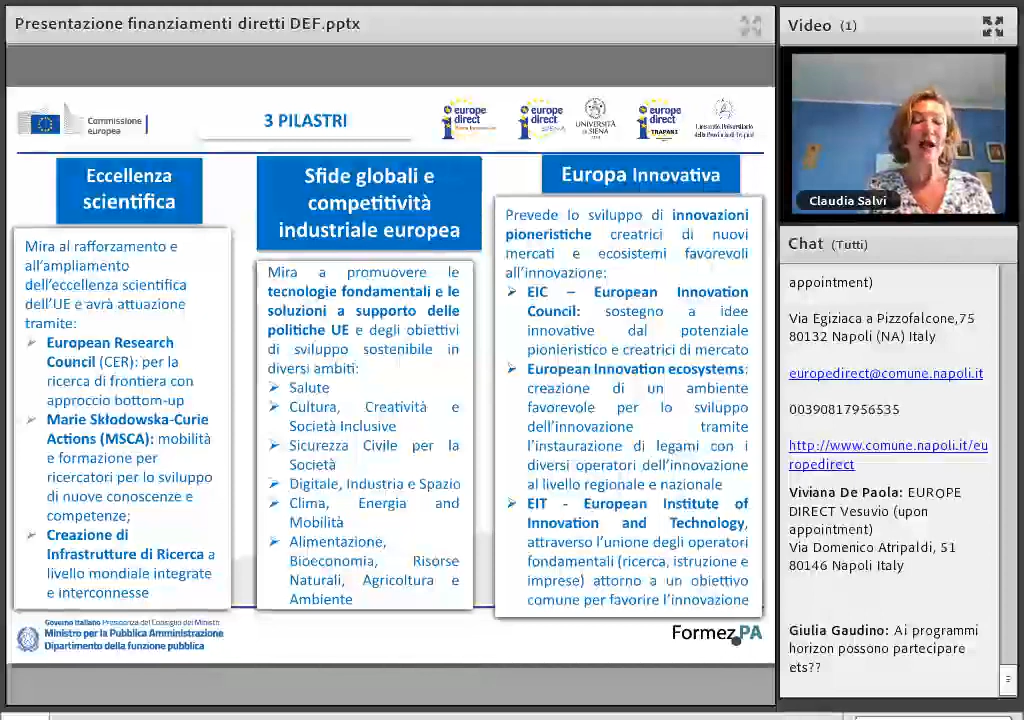 Presentazione finanziamenti diretti DEF.pptx
Commissione
europea
3 PILASTRI
europe
direct
europe
direct
SIENA
UNIVERSITÀ
DI SIENA
europe
direct
TRAPANI
Eccellenza
scientifica
Mira al rafforzamento e
all'ampliamento
dell'eccellenza scientifica
dell'UE e avrà attuazione
tramite:
➢ European Research
Council (CER): per la
ricerca di frontiera con
approccio bottom-up
➢ Marie Skłodowska-Curie
Actions (MSCA): mobilità
e formazione per
ricercatori per lo sviluppo
di nuove conoscenze e
competenze;
➢ Creazione di
Infrastrutture di Ricerca a
livello mondiale integrate
e interconnesse
Sfide globali e
competitività
industriale europea
Mira a promuovere le
tecnologie fondamentali e le
soluzioni a supporto delle
politiche UE e degli obiettivi
di sviluppo sostenibile in
diversi ambiti:
➢ Salute
➢ Cultura, Creatività e
Società Inclusive
➢ Sicurezza Civile per la
Società
➢ Digitale, Industria e Spazio
➢ Clima, Energia and
Mobilità
➢ Alimentazione,
Bioeconomia, Risorse
Naturali, Agricoltura e
Ambiente
Europa Innovativa
Prevede lo sviluppo di innovazioni
pioneristiche creatrici di nuovi
mercati e ecosistemi favorevoli
all'innovazione:
➢ EIC – European Innovation
Council: sostegno a idee
innovative dal potenziale
pionieristico e creatrici di mercato
➢ European Innovation ecosystems:
creazione di un ambiente
favorevole per lo sviluppo
dell'innovazione tramite
l'instaurazione di legami con i
diversi operatori dell'innovazione
al livello regionale e nazionale
➢ EIT - European Institute of
Innovation and Technology,
attraverso l'unione degli operatori
fondamentali (ricerca, istruzione e
imprese) attorno a un obiettivo
comune per favorire l'innovazione
Governo Italiano Presidenza del Consiglio dei Ministri
Ministro per la Pubblica Amministrazione
Dipartimento della funzione pubblica
Formez PA
Video (1)
Claudia Salvi
Chat (Tutti)
appointment)
Via Egiziaca a Pizzofalcone,75
80132 Napoli (NA) Italy
europedirect@comune.napoli.it
00390817956535
http://www.comune.napoli.it/eu
ropedirect
Viviana De Paola: EUROPE
DIRECT Vesuvio (upon
appointment)
Via Domenico Atripaldi, 51
80146 Napoli Italy
Giulia Gaudino: Ai programmi
horizon possono partecipare
ets??